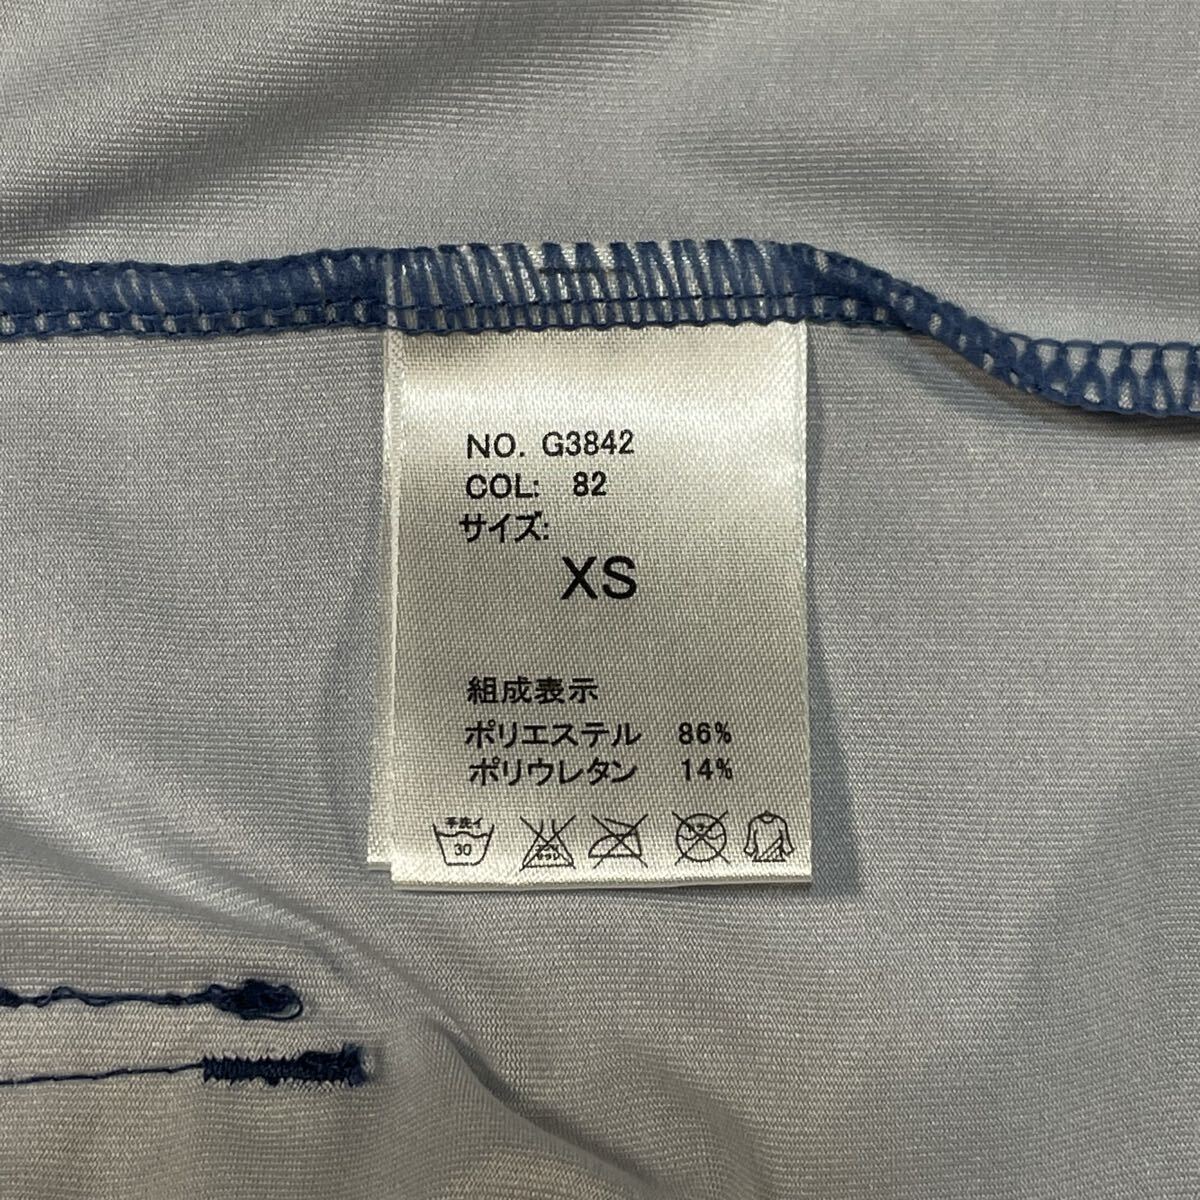 NO. G3842
COL: 82
サイズ:
XS
組成表示
ポリエステル 86%
ポリウレタン 14%
手洗イ
30